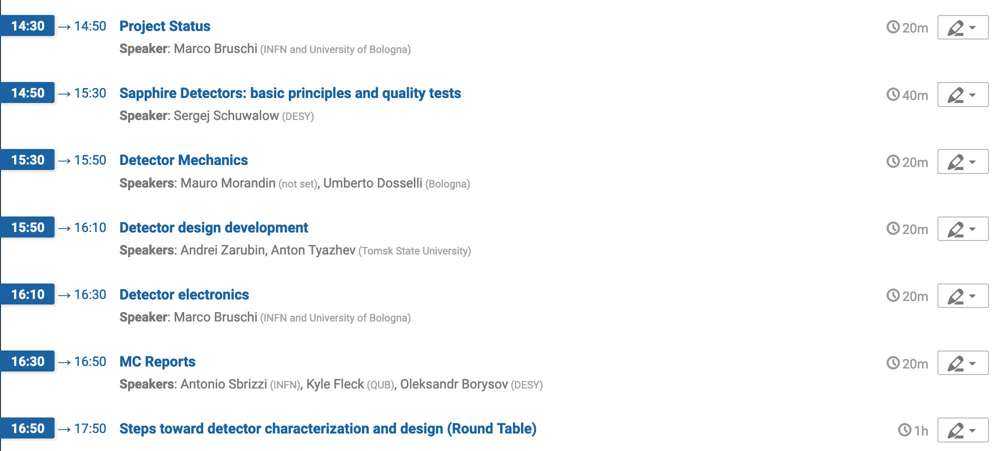 14:30 → 14:50 Project Status 20m
Speaker: Marco Bruschi (INFN and University of Bologna)
14:50 → 15:30 Sapphire Detectors: basic principles and quality tests 40m
Speaker: Sergej Schuwalow (DESY)
15:30 → 15:50 Detector Mechanics 20m
Speakers: Mauro Morandin (not set), Umberto Dosselli (Bologna)
15:50 → 16:10 Detector design development 20m
Speakers: Andrei Zarubin, Anton Tyazhev (Tomsk State University)
16:10 → 16:30 Detector electronics 20m
Speaker: Marco Bruschi (INFN and University of Bologna)
16:30 → 16:50 MC Reports 20m
Speakers: Antonio Sbrizzi (INFN), Kyle Fleck (QUB), Oleksandr Borysov (DESY)
16:50 → 17:50 Steps toward detector characterization and design (Round Table) 1h